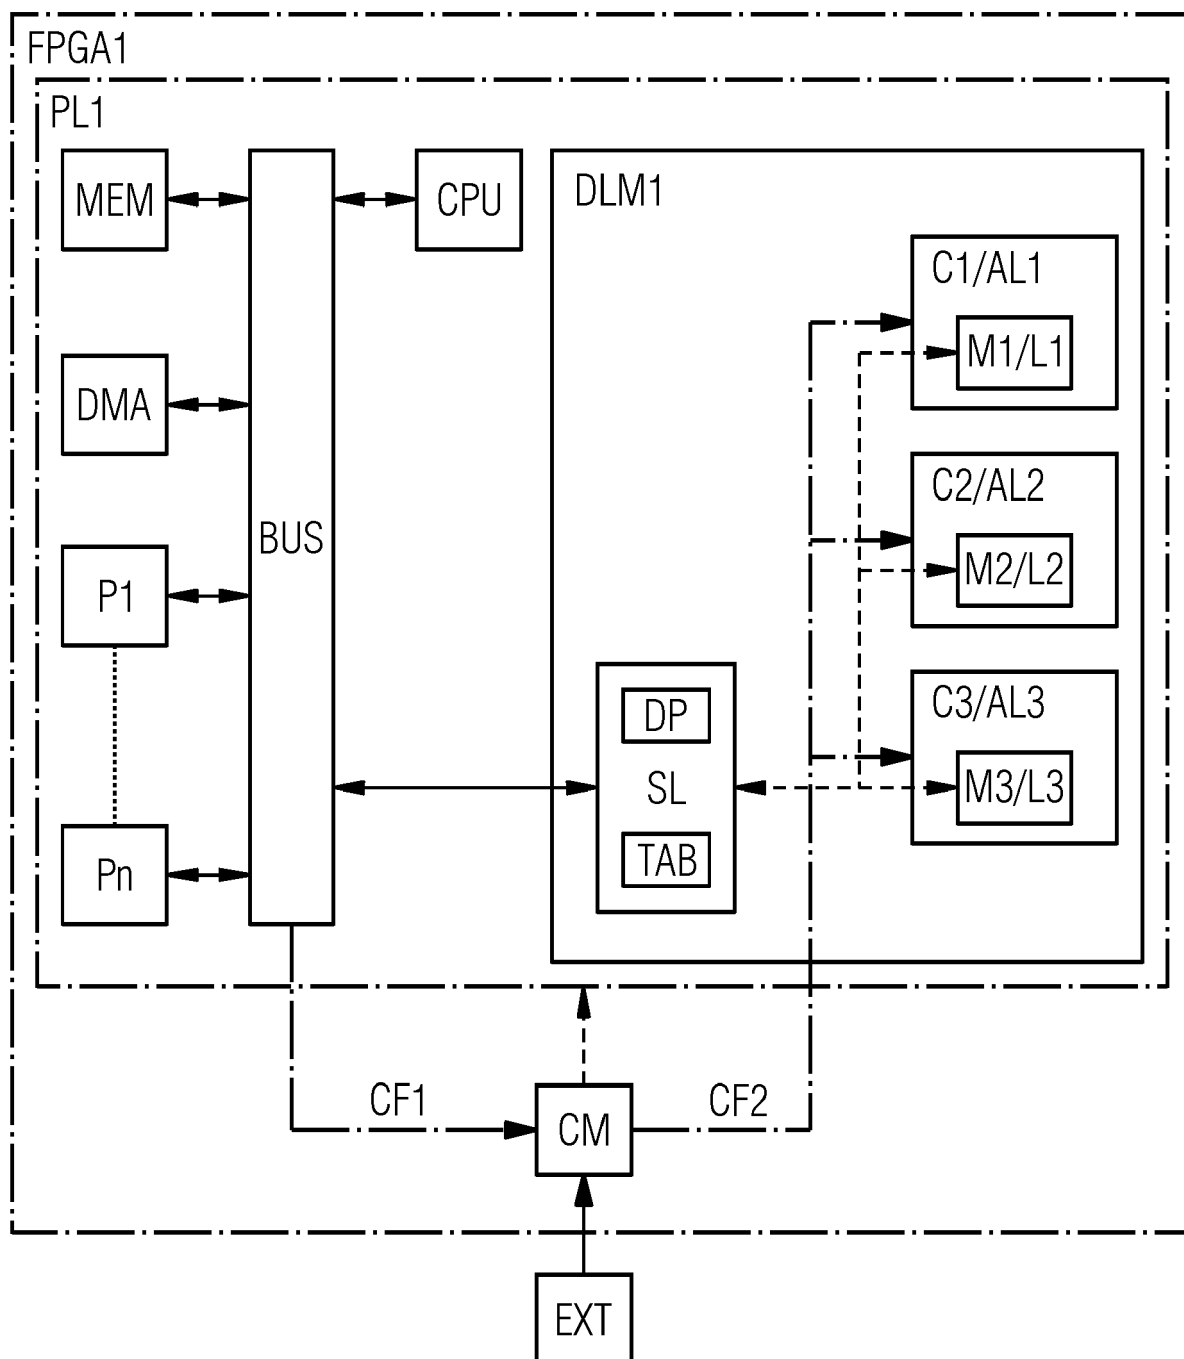 FPGA1
PL1
MEM
CPU
DLM1
C1/AL1
M1/L1
DMA
C2/AL2
BUS
M2/L2
P1
C3/AL3
DP
M3/L3
SL
TAB
Pn
CF1
CM
CF2
EXT